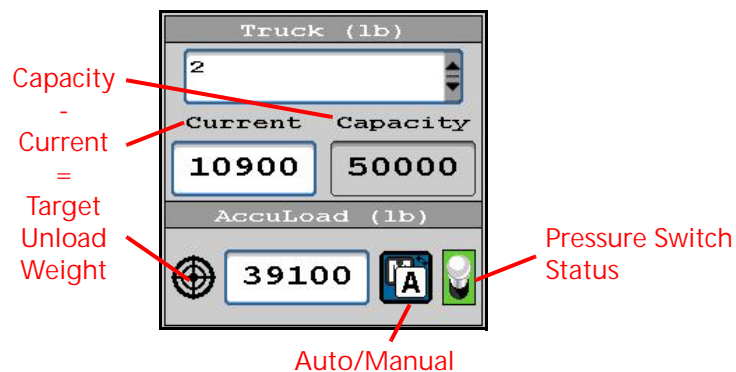 Truck (lb)
2
Capacity
-
Current
=
Target
Unload
Weight
Current Capacity
10900 50000
AccuLoad (lb)
39100 A
Pressure Switch
Status
Auto/Manual